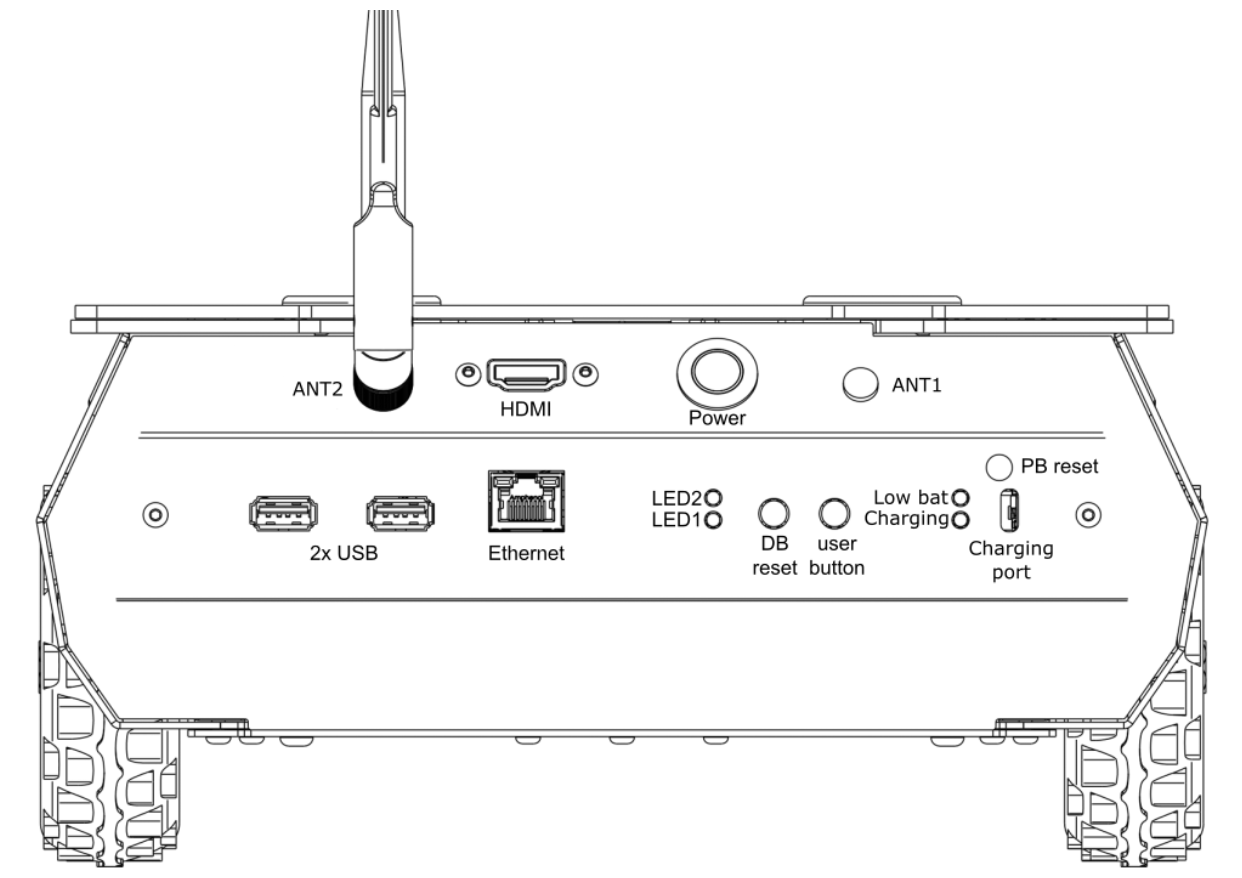 ANT2
HDMI
Power
ANT1
PB reset
LED2
LED1
Low bat
Charging
2x USB
Ethernet
DB
reset
user
button
Charging
port